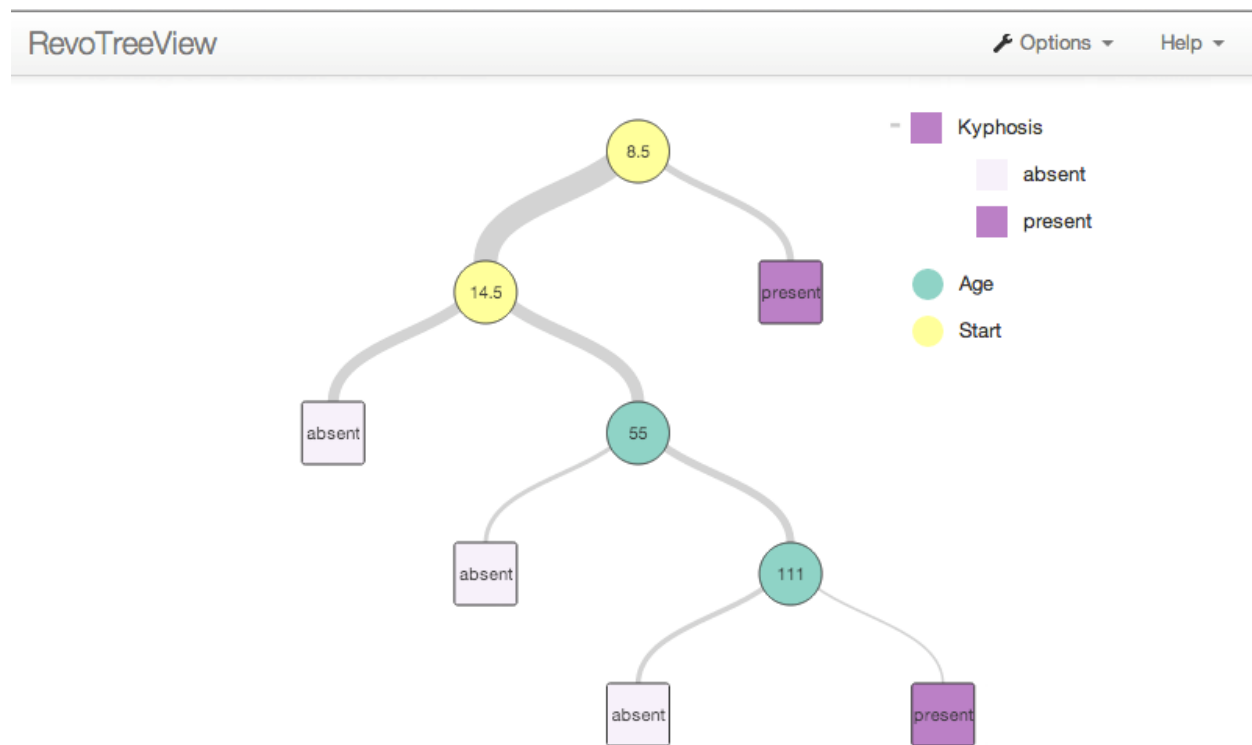 RevoTreeView
Options
Help
8.5
Kyphosis
absent
present
14.5
present
Age
Start
absent
55
absent
111
absent
present